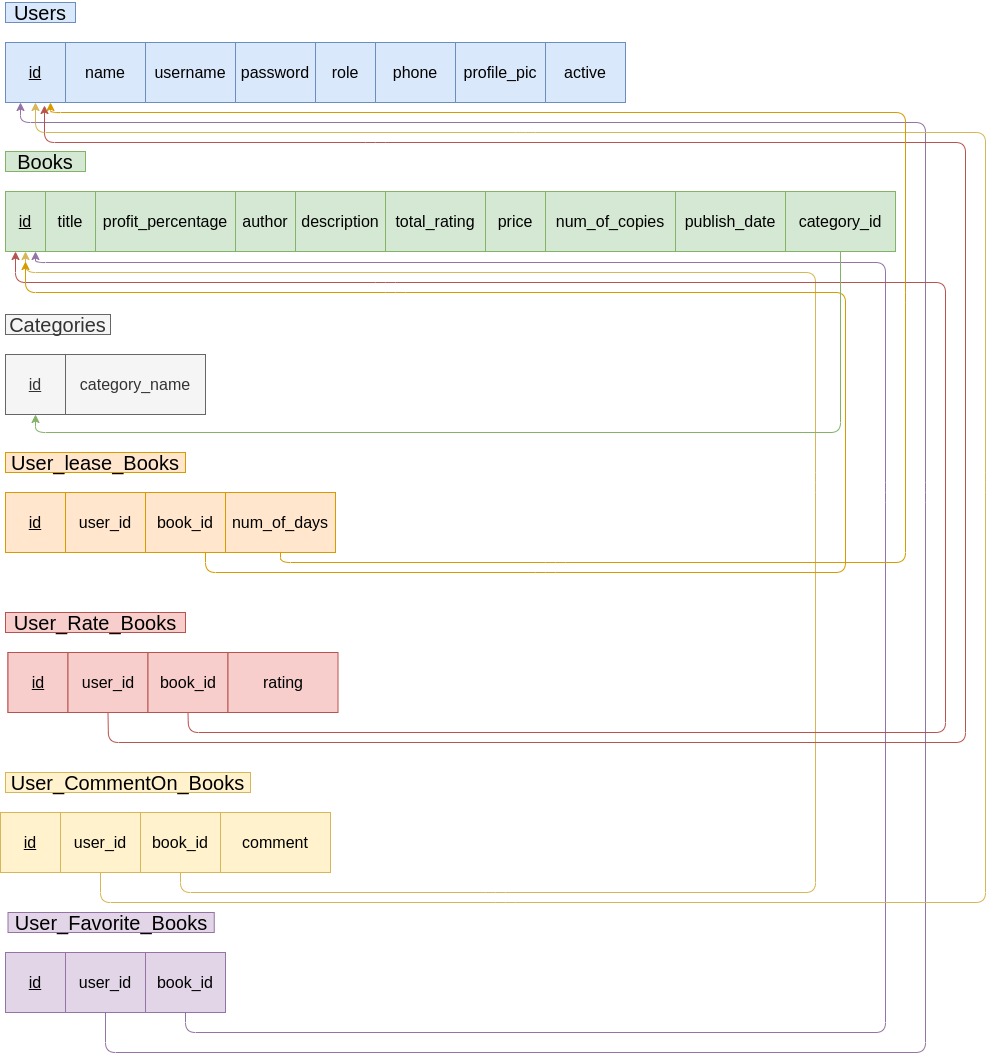 Users
id name username password role phone profile_pic active
Books
id title profit_percentage author description total_rating price num_of_copies publish_date category_id
Categories
id category_name
User_lease_Books
id user_id book_id num_of_days
User_Rate_Books
id user_id book_id rating
User_CommentOn_Books
id user_id book_id comment
User_Favorite_Books
id user_id book_id